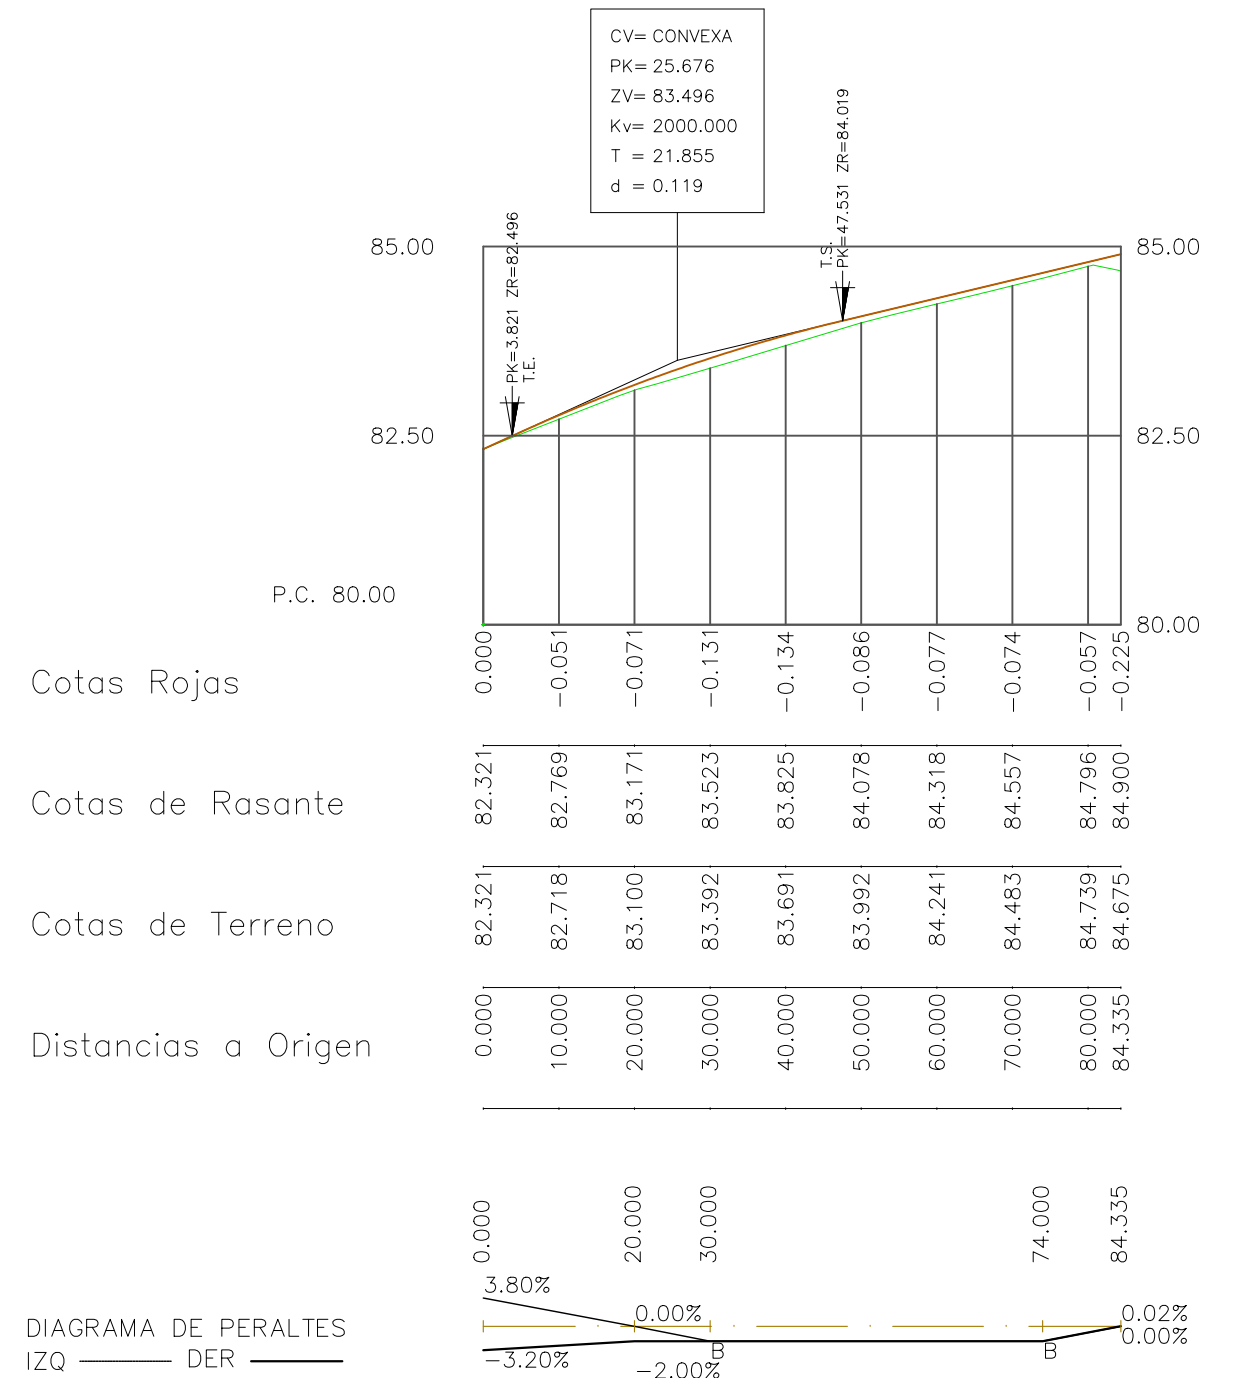 CV= CONVEXA
PK= 25.676
ZV= 83.496
Kv= 2000.000
T = 21.855
d = 0.119
PK=3.821 ZR=82.496
T.E.
T.S.
PK=47.531 ZR=84.019
85.00 85.00
82.50 82.50
P.C. 80.00 80.00
Cotas Rojas 0.000 -0.051 -0.071 -0.131 -0.134 -0.086 -0.077 -0.074 -0.057 -0.225
Cotas de Rasante 82.321 82.769 83.171 83.523 83.825 84.078 84.318 84.557 84.796 84.900
Cotas de Terreno 82.321 82.718 83.100 83.392 83.691 83.992 84.241 84.483 84.739 84.675
Distancias a Origen 0.000 10.000 20.000 30.000 40.000 50.000 60.000 70.000 80.000 84.335
0.000 20.000 30.000 74.000 84.335
3.80% 0.00% 0.02%
DIAGRAMA DE PERALTES 0.00%
IZQ DER -3.20% -2.00% B B